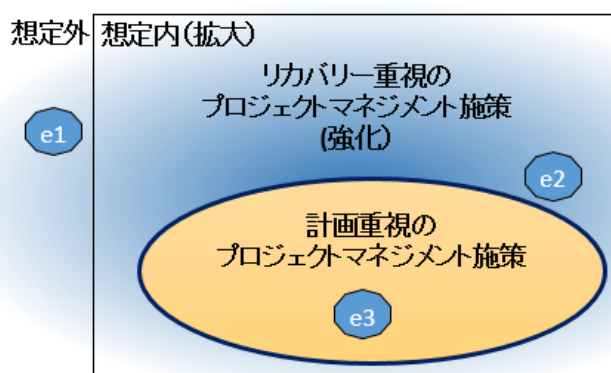 想定外
想定内（拡大）
リカバリー重視の
プロジェクトマネジメント施策
(強化）
e1
e2
計画重視の
プロジェクトマネジメント施策
e3